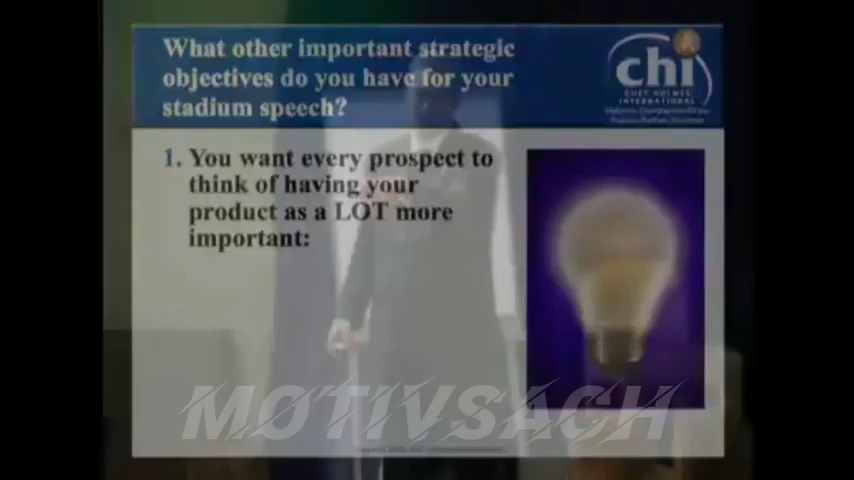 What other important strategic
objectives do you have for your
stadium speech?
chi
CHET HOLMES
INTERNATIONAL
1. You want every prospect to
think of having your
product as a LOT more
important:
MOTIVSACH